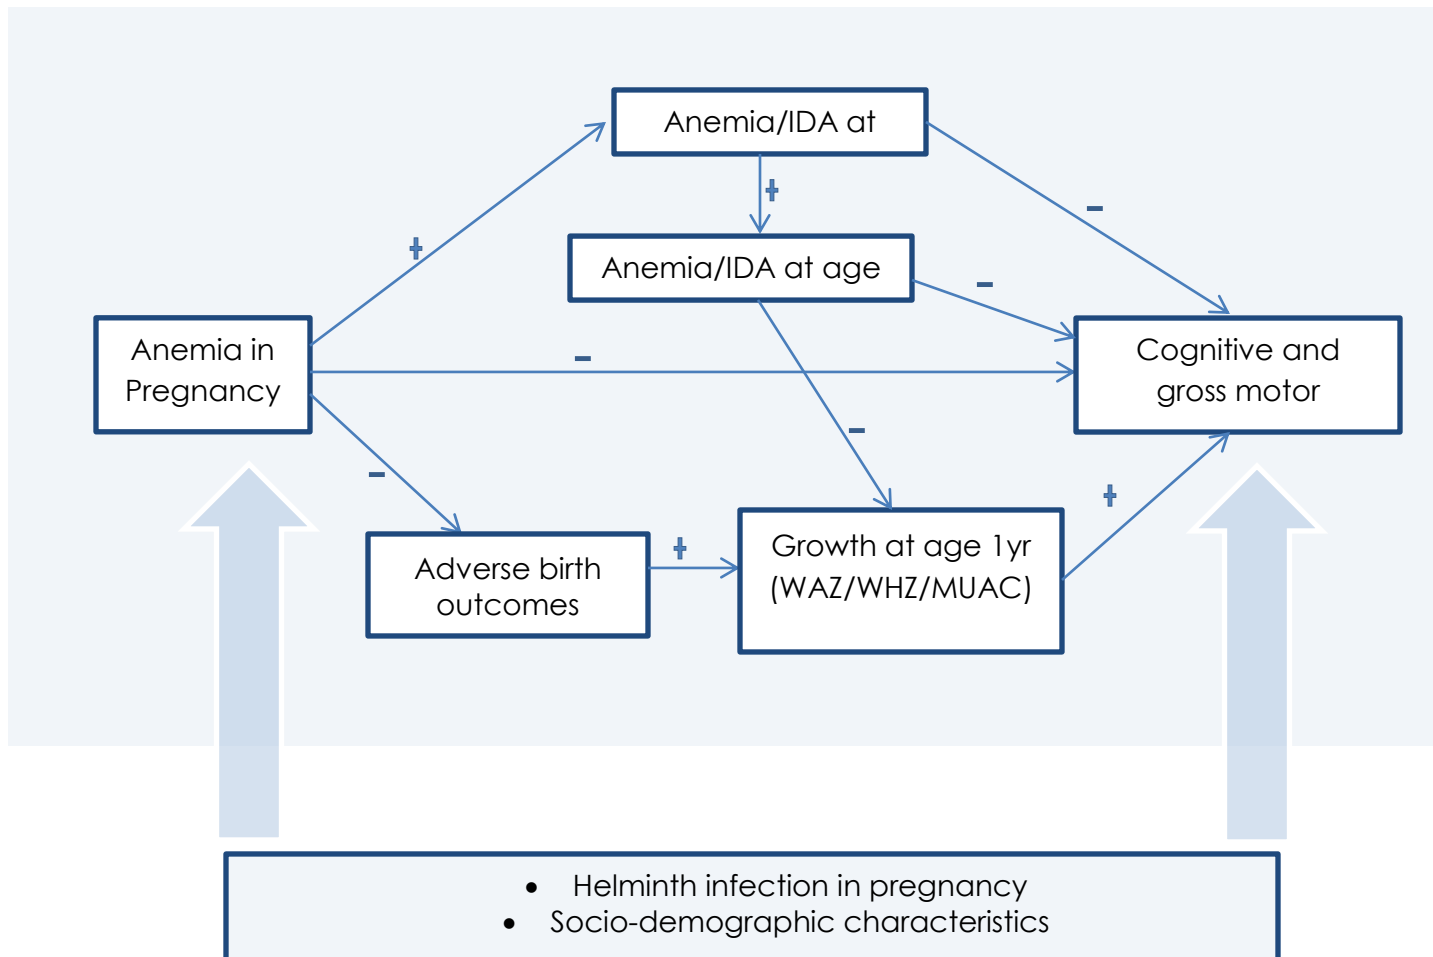 Anemia/IDA at
+
−
+
Anemia/IDA at age
−
Anemia in
Pregnancy
−
Cognitive and
gross motor
−
−
+
Adverse birth
outcomes
+
Growth at age 1yr
(WAZ/WHZ/MUAC)
• Helminth infection in pregnancy
• Socio-demographic characteristics